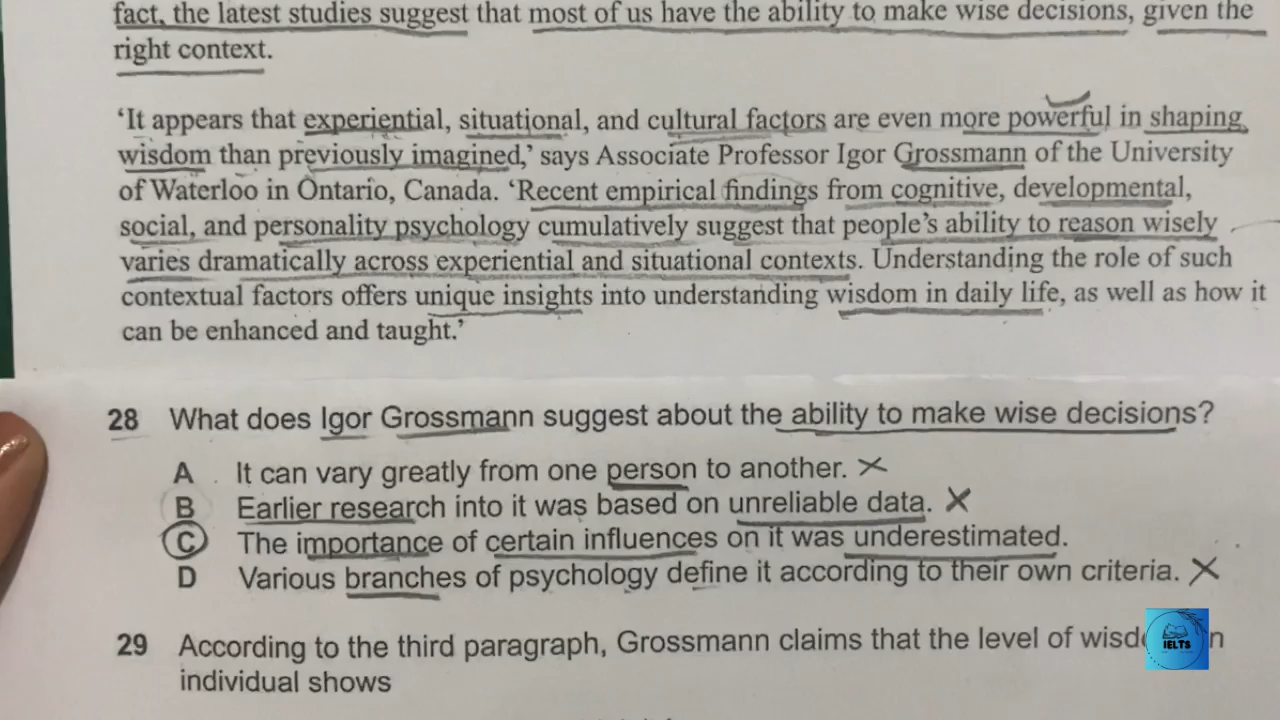 fact, the latest studies suggest that most of us have the ability to make wise decisions, given the
right context.
‘It appears that experiential, situational, and cultural factors are even more powerful in shaping
wisdom than previously imagined,’ says Associate Professor Igor Grossmann of the University
of Waterloo in Ontario, Canada. ‘Recent empirical findings from cognitive, developmental,
social, and personality psychology cumulatively suggest that people’s ability to reason wisely
varies dramatically across experiential and situational contexts. Understanding the role of such
contextual factors offers unique insights into understanding wisdom in daily life, as well as how it
can be enhanced and taught.’
28 What does Igor Grossmann suggest about the ability to make wise decisions?
A It can vary greatly from one person to another.
B Earlier research into it was based on unreliable data.
C The importance of certain influences on it was underestimated.
D Various branches of psychology define it according to their own criteria.
29 According to the third paragraph, Grossmann claims that the level of
individual shows
IELTS